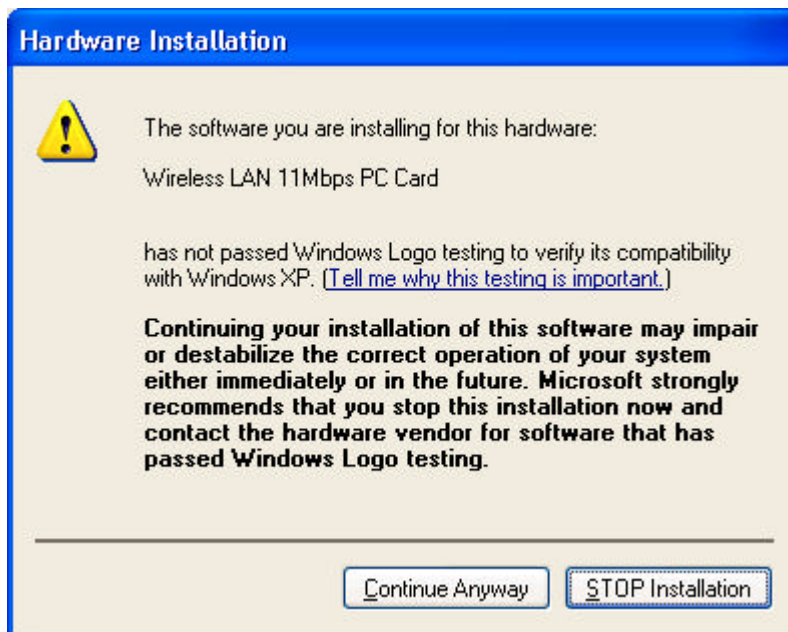 Hardware Installation
The software you are installing for this hardware:
Wireless LAN 11Mbps PC Card
has not passed Windows Logo testing to verify its compatibility
with Windows XP. (Tell me why this testing is important.)
Continuing your installation of this software may impair
or destabilize the correct operation of your system
either immediately or in the future. Microsoft strongly
recommends that you stop this installation now and
contact the hardware vendor for software that has
passed Windows Logo testing.
Continue Anyway
STOP Installation